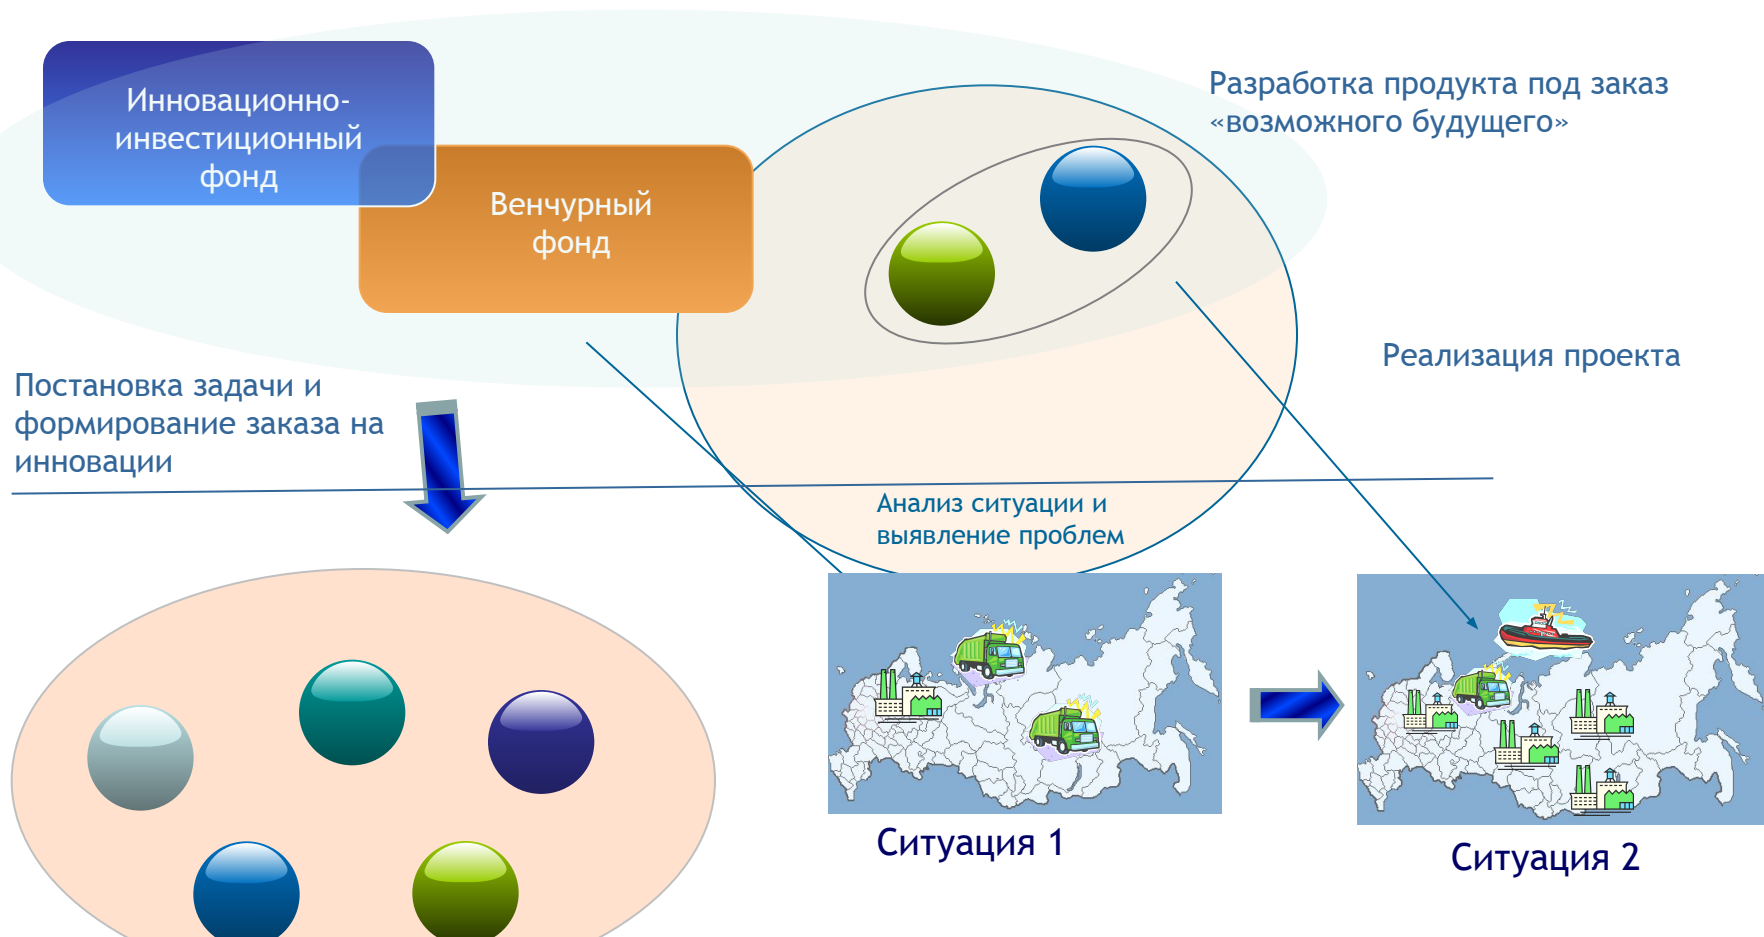 Инновационно-
инвестиционный
фонд
Венчурный
фонд
Разработка продукта под заказ
«возможного будущего»
Реализация проекта
Постановка задачи и
формирование заказа на
инновации
Анализ ситуации и
выявление проблем
Ситуация 1
Ситуация 2